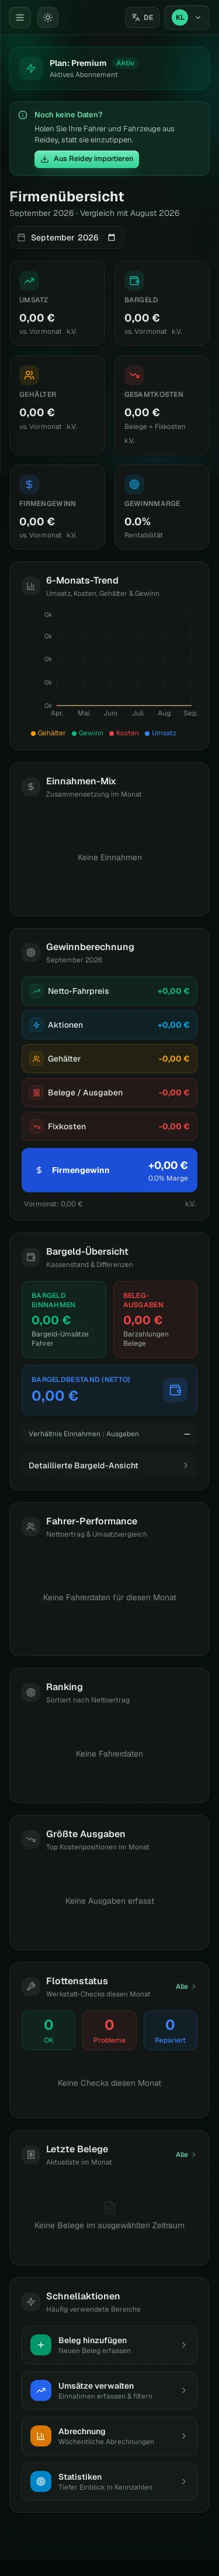 DE
KL
Plan: Premium Aktiv
Aktives Abonnement
Noch keine Daten?
Holen Sie Ihre Fahrer und Fahrzeuge aus
Reidey, statt sie einzutippen.
Aus Reidey importieren
Firmenübersicht
September 2026 · Vergleich mit August 2026
September 2026
UMSATZ
0,00 €
vs. Vormonat k.V.
BARGELD
0,00 €
vs. Vormonat k.V.
GEHÄLTER
0,00 €
vs. Vormonat k.V.
GESAMTKOSTEN
0,00 €
Belege + Fixkosten
k.V.
FIRMENGEWINN
0,00 €
vs. Vormonat k.V.
GEWINNMARGE
0.0%
Rentabilität
6-Monats-Trend
Umsatz, Kosten, Gehälter & Gewinn
0k
0k
0k
0k
0k
Apr. Mai Juni Juli Aug. Sep.
Gehälter Gewinn Kosten Umsatz
Einnahmen-Mix
Zusammensetzung im Monat
Keine Einnahmen
Gewinnberechnung
September 2026
Netto-Fahrpreis +0,00 €
Aktionen +0,00 €
Gehälter -0,00 €
Belege / Ausgaben -0,00 €
Fixkosten -0,00 €
Firmengewinn +0,00 €
0.0% Marge
Vormonat: 0,00 € k.V.
Bargeld-Übersicht
Kassenstand & Differenzen
BARGELD
EINNAHMEN
0,00 €
Bargeld-Umsätze
Fahrer
BELEG-
AUSGABEN
0,00 €
Barzahlungen
Belege
BARGELDBESTAND (NETTO)
0,00 €
Verhältnis Einnahmen : Ausgaben —
Detaillierte Bargeld-Ansicht
Fahrer-Performance
Nettoertrag & Umsatzvergleich
Keine Fahrerdaten für diesen Monat
Ranking
Sortiert nach Nettoertrag
Keine Fahrerdaten
Größte Ausgaben
Top Kostenpositionen im Monat
Keine Ausgaben erfasst
Flottenstatus
Werkstatt-Checks diesen Monat
Alle
0
OK
0
Probleme
0
Repariert
Keine Checks diesen Monat
Letzte Belege
Aktuellste im Monat
Alle
Keine Belege im gewählten Zeitraum
Schnellaktionen
Häufig verwendete Bereiche
Beleg hinzufügen
Neuen Beleg erfassen
Umsätze verwalten
Einnahmen erfassen & filtern
Abrechnung
Wöchentliche Abrechnungen
Statistiken
Tiefer Einblick in Kennzahlen